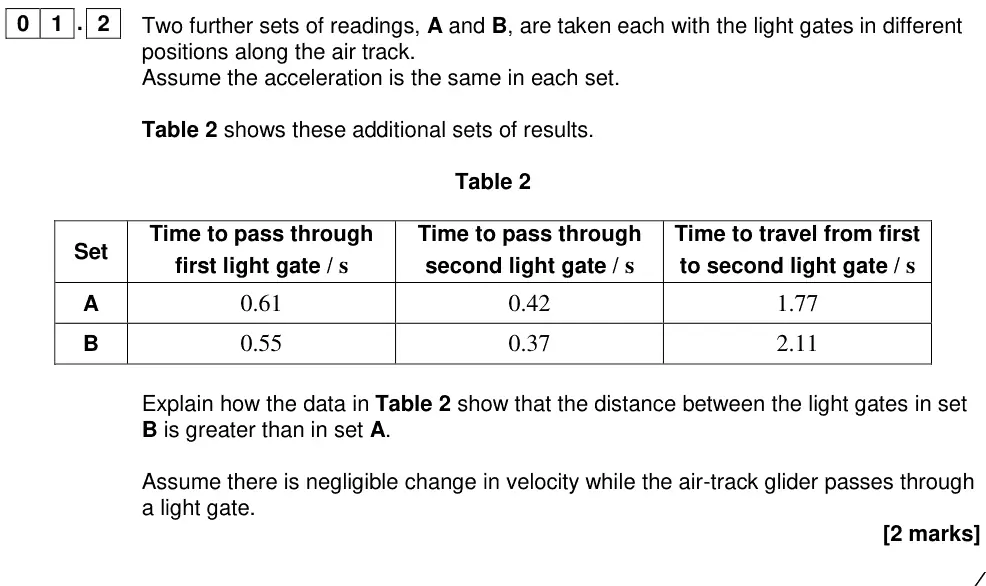 0 1 . 2 Two further sets of readings, A and B, are taken each with the light gates in different
positions along the air track.
Assume the acceleration is the same in each set.
Table 2 shows these additional sets of results.
Table 2
Set Time to pass through first light gate / s Time to pass through second light gate / s Time to travel from first to second light gate / s
A 0.61 0.42 1.77
B 0.55 0.37 2.11
Explain how the data in Table 2 show that the distance between the light gates in set
B is greater than in set A.
Assume there is negligible change in velocity while the air-track glider passes through
a light gate.
[2 marks]